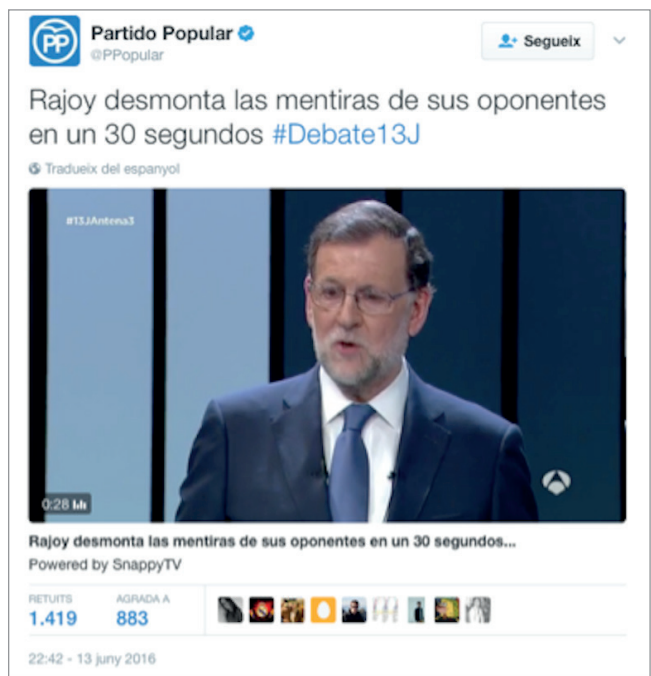 Partido Popular
@PPopular
Segueix
Rajoy desmonta las mentiras de sus oponentes
en un 30 segundos #Debate13J
Tradueix del espanyol
#13JAntena3
0:28
Rajoy desmonta las mentiras de sus oponentes en un 30 segundos...
Powered by SnappyTV
RETUITS
AGRADA A
1.419
883
22:42 - 13 juny 2016